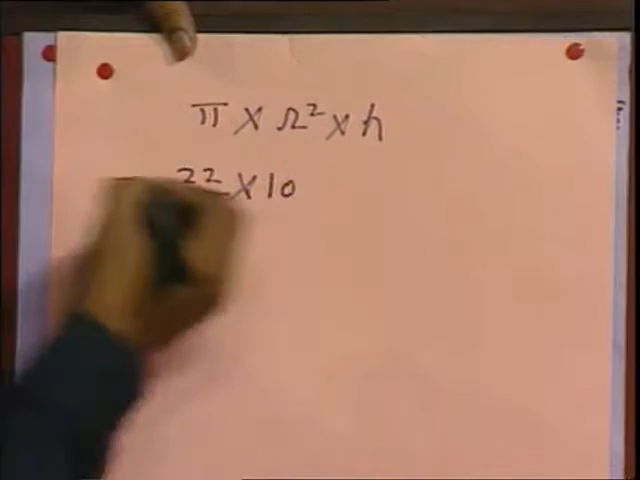 π × r² × h
22 × 10